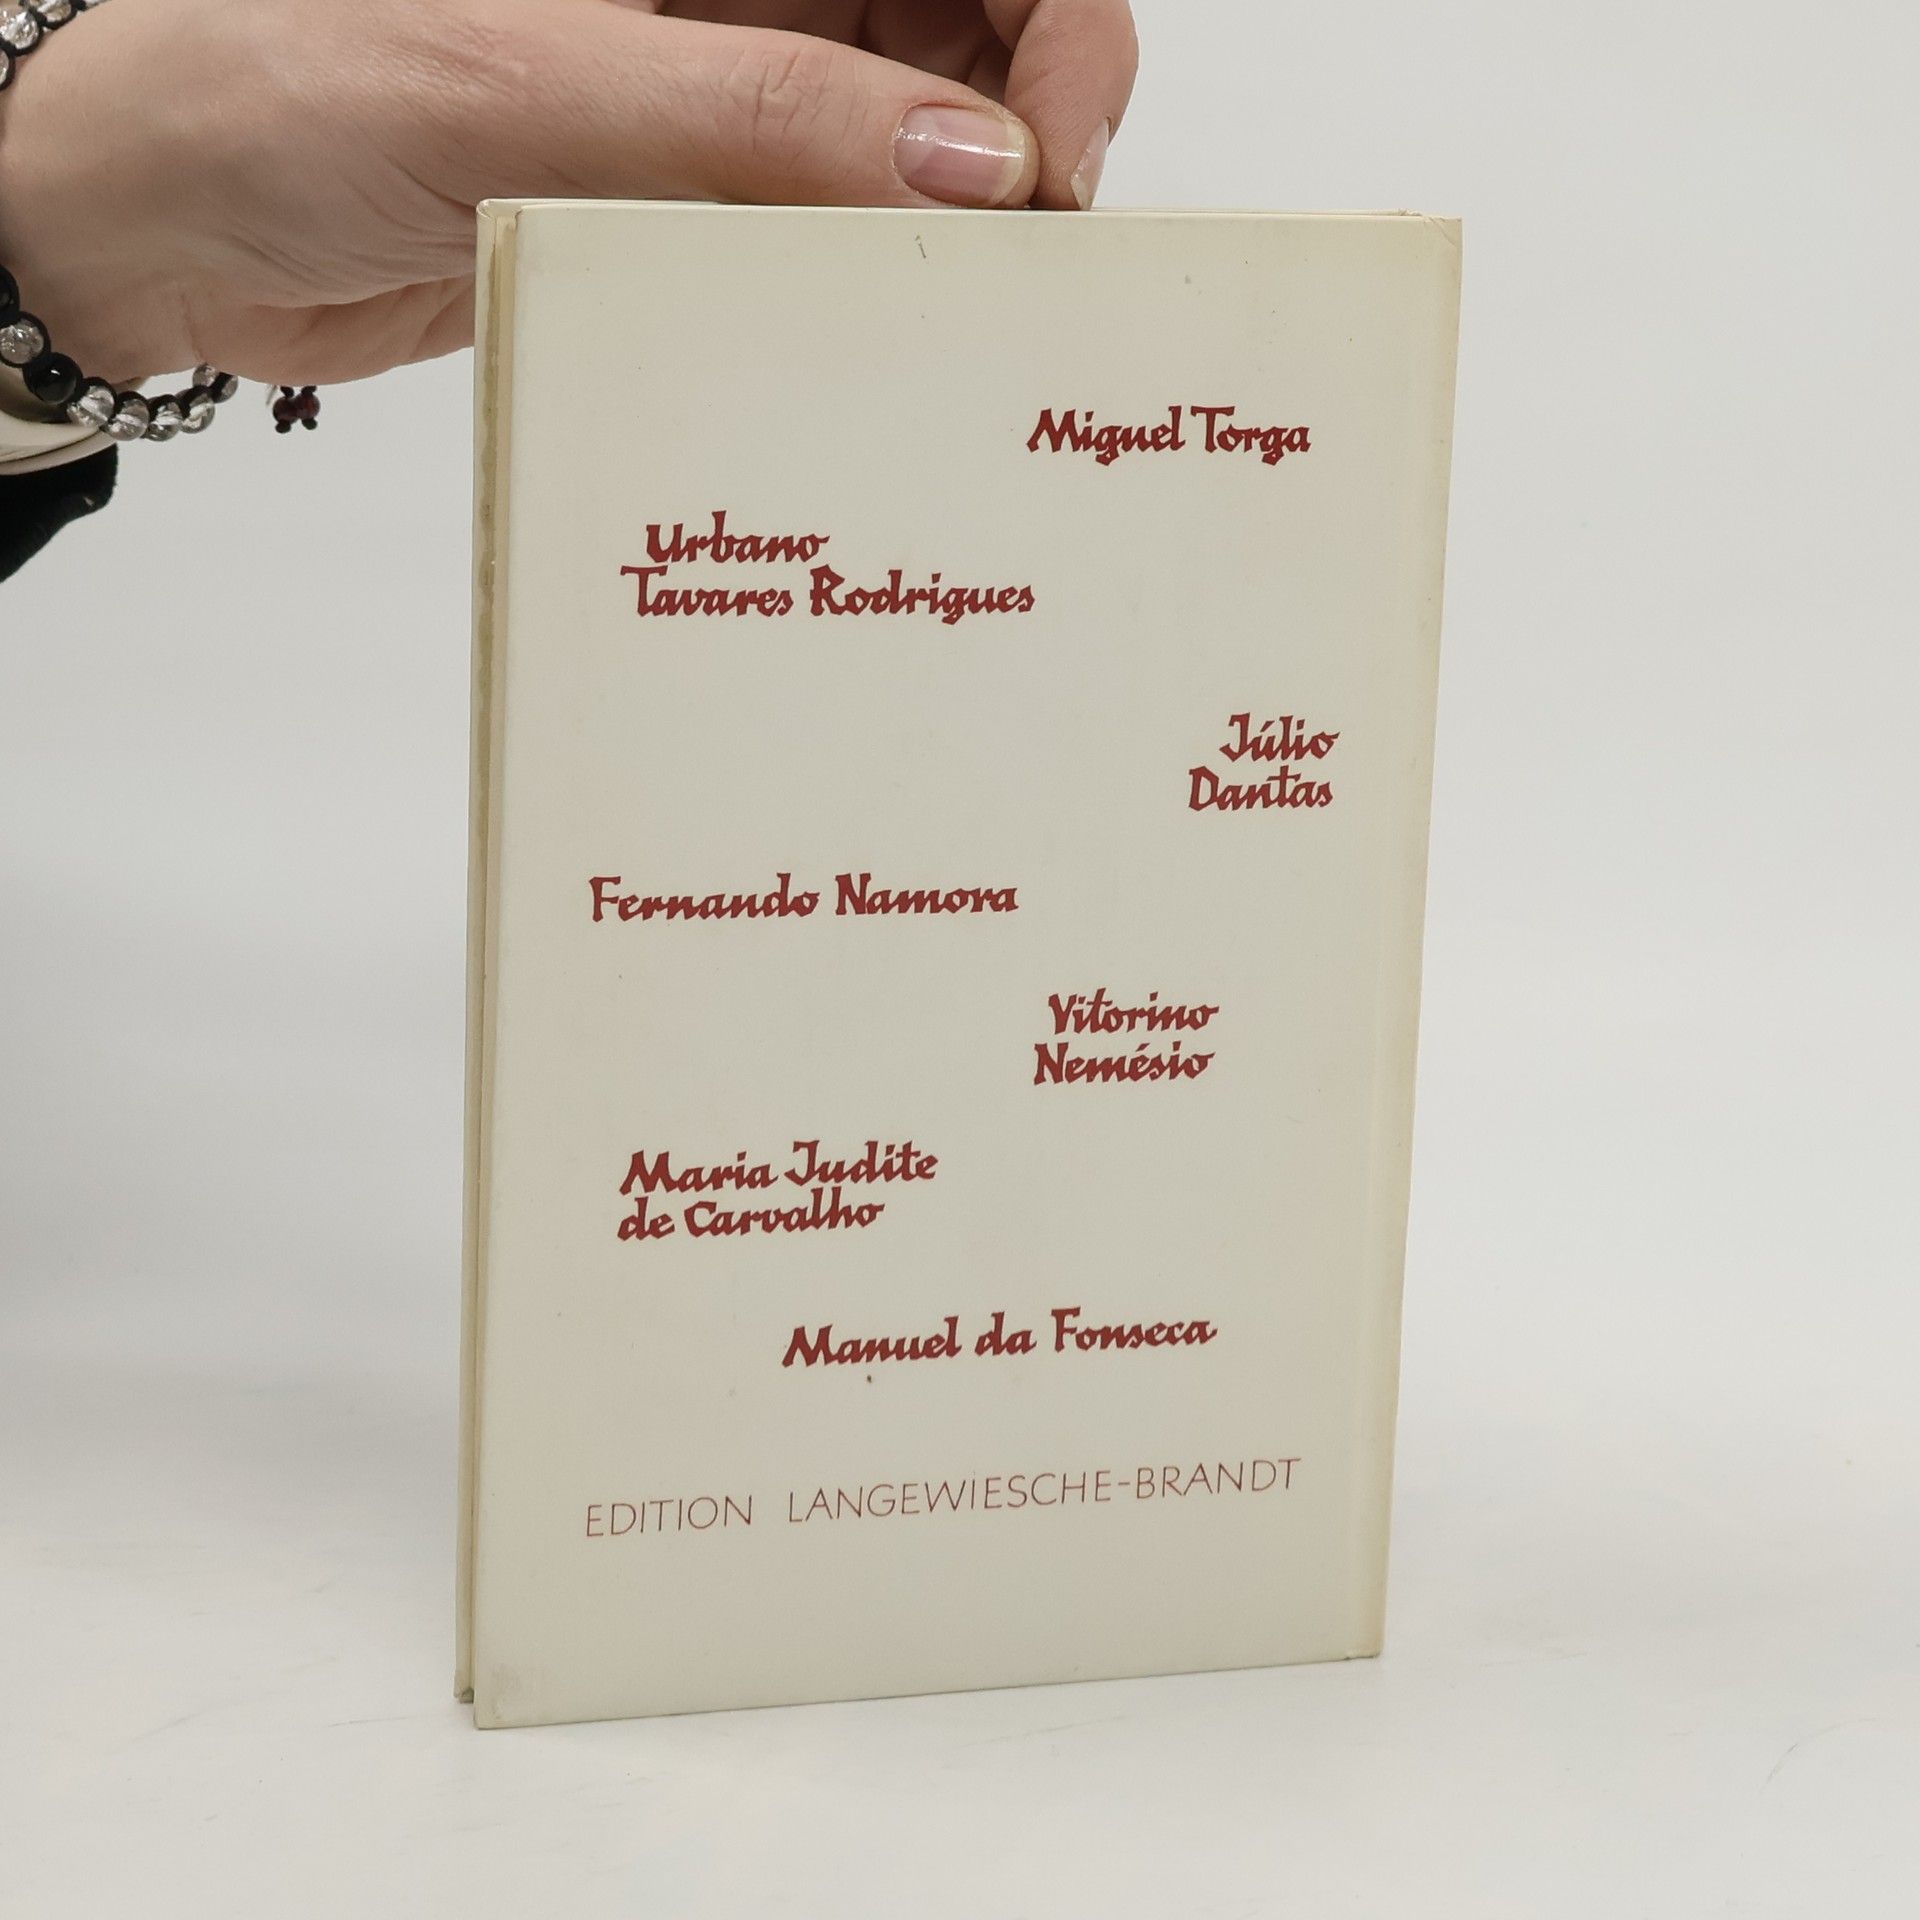 Miguel Torga
Urbano
Tavares Rodrigues
Júlio
Dantas
Fernando Namora
Vitorino
Nemésio
Maria Judite
de Carvalho
Manuel da Fonseca
EDITION LANGEWIESCHE-BRANDT